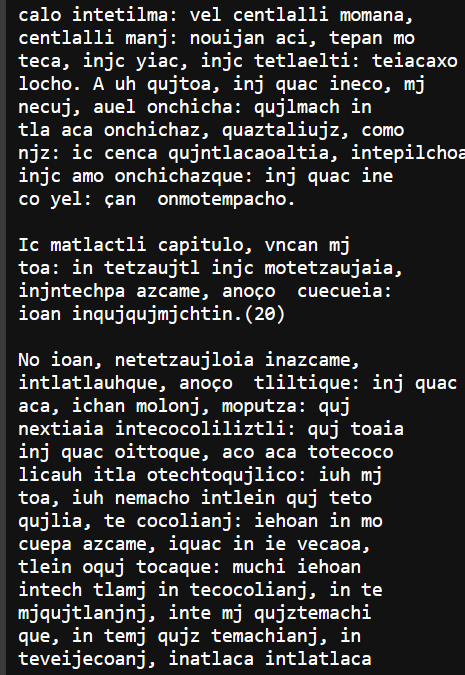 calo intetilma: vel centlalli momana,
centlalli manj: nouijan aci, tepan mo
teca, injc yiac, injc tetlaelti: teiacaxo
locho. A uh qujtoa, inj quac ineco, mj
necuj, auel onchicha: qujlmach in
tla aca onchichaz, quaztaliujz, como
njz: ic cenca qujntlacaoaltia, intepilchoa
injc amo onchichazque: inj quac ine
co yel: çan  onmotempacho.

Ic matlactli capitulo, vncan mj
toa: in tetzaujtl injc motetzaujaia,
injntechpa azcame, anoço  cuecueia:
ioan inqujqujmjchtin.(20)

No ioan, netetzaujloia inazcame,
intlatlauhque, anoço  tliltique: inj quac
aca, ichan molonj, moputza: quj
nextiaia intecocoliliztli: quj toaia
inj quac oittoque, aco aca totecoco
licauh itla otechtoqujlico: iuh mj
toa, iuh nemacho intlein quj teto
qujlia, te cocolianj: iehoan in mo
cuepa azcame, iquac in ie vecaoa,
tlein oquj tocaque: muchi iehoan
intech tlamj in tecocolianj, in te
mjqujtlanjnj, inte mj qujztemachi
que, in temj qujz temachianj, in
teveijecoanj, inatlaca intlatlaca